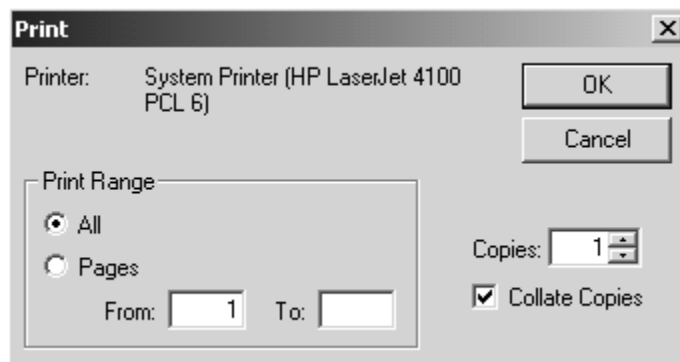 Print
Printer: System Printer (HP LaserJet 4100
PCL 6)
OK
Cancel
Print Range
All
Pages
From: 1 To:
Copies: 1
Collate Copies